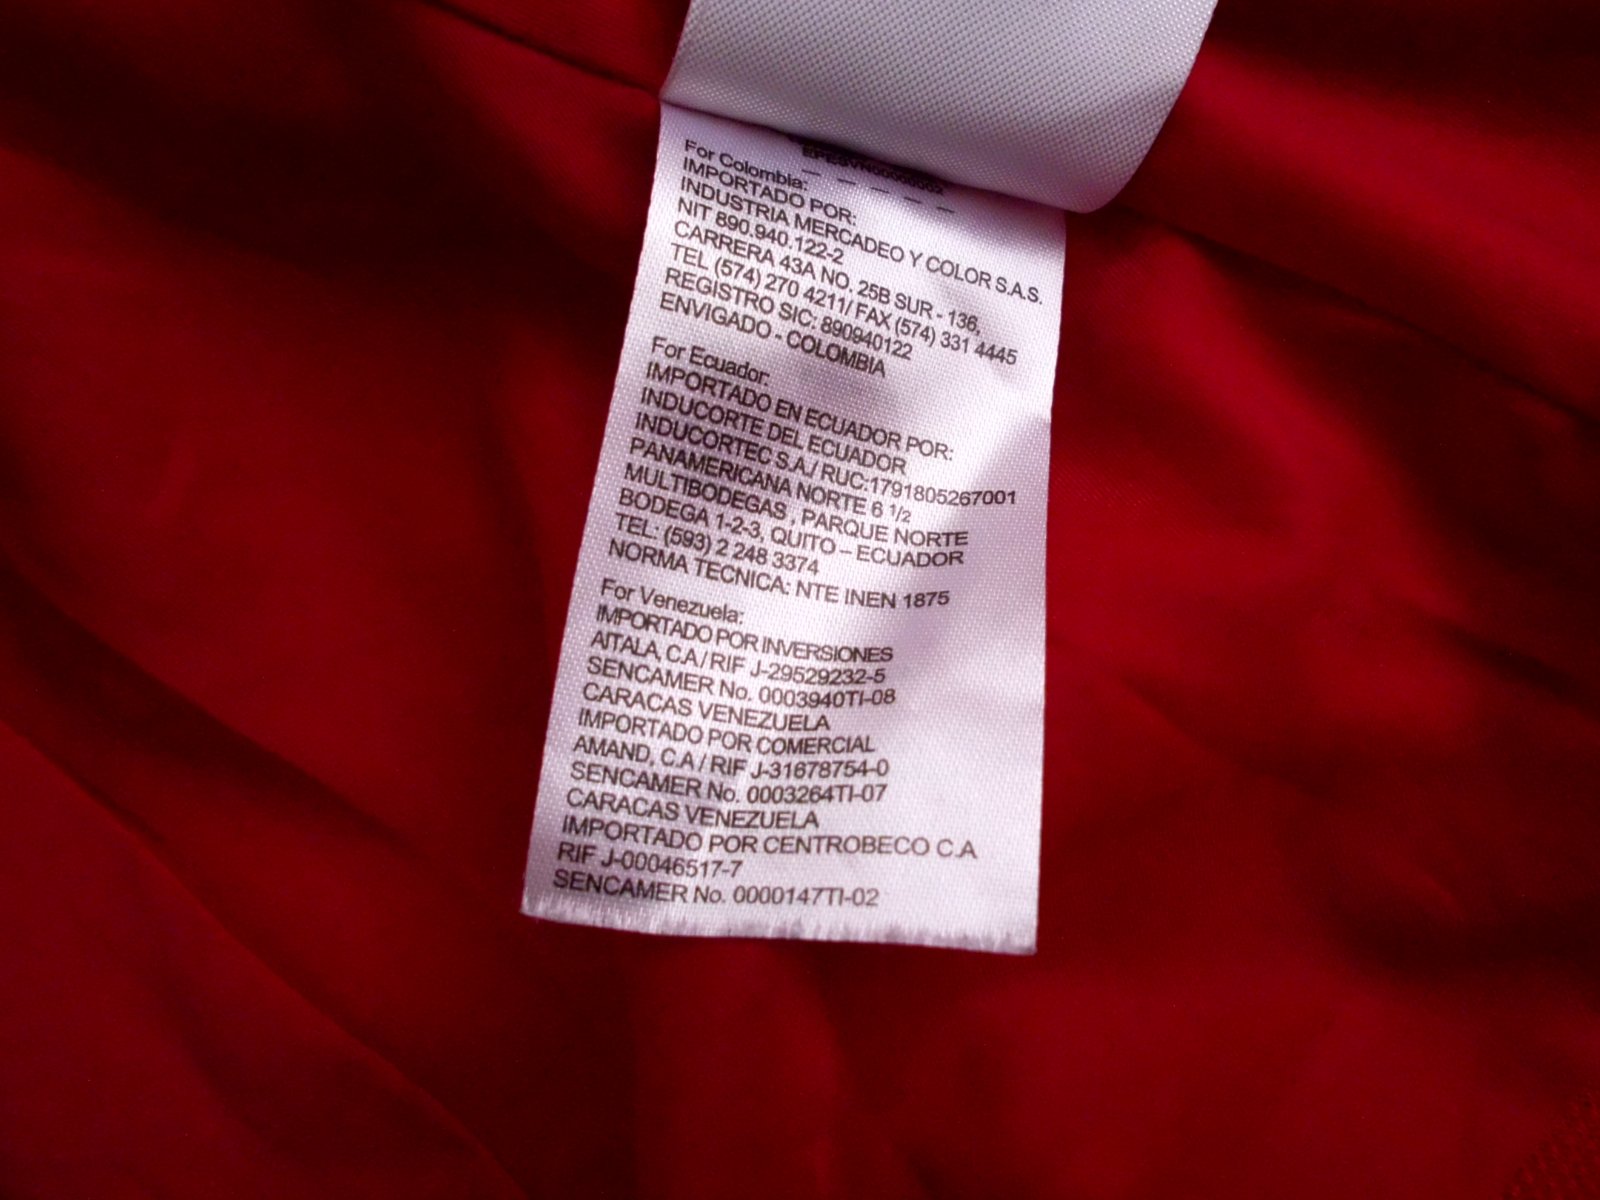 For Colombia:
IMPORTADO POR:
INDUSTRIA MERCADEO Y COLOR S.A.S.
NIT 890.940.122-2
CARRERA 43A NO. 25B SUR - 136,
TEL (574) 270 4211/ FAX (574) 331 4445
REGISTRO SIC: 890940122
ENVIGADO - COLOMBIA
For Ecuador:
IMPORTADO EN ECUADOR POR:
INDUCORTE DEL ECUADOR
INDUCORTEC S.A./ RUC:1791805267001
PANAMERICANA NORTE 6 1/2
MULTIBODEGAS , PARQUE NORTE
BODEGA 1-2-3, QUITO – ECUADOR
TEL: (593) 2 248 3374
NORMA TECNICA: NTE INEN 1875
For Venezuela:
IMPORTADO POR INVERSIONES
AITALA, C.A / RIF J-29529232-5
SENCAMER No. 0003940TI-08
CARACAS VENEZUELA
IMPORTADO POR COMERCIAL
AMAND, C.A / RIF J-31678754-0
SENCAMER No. 0003264TI-07
CARACAS VENEZUELA
IMPORTADO POR CENTROBECO C.A
RIF J-00046517-7
SENCAMER No. 0000147TI-02